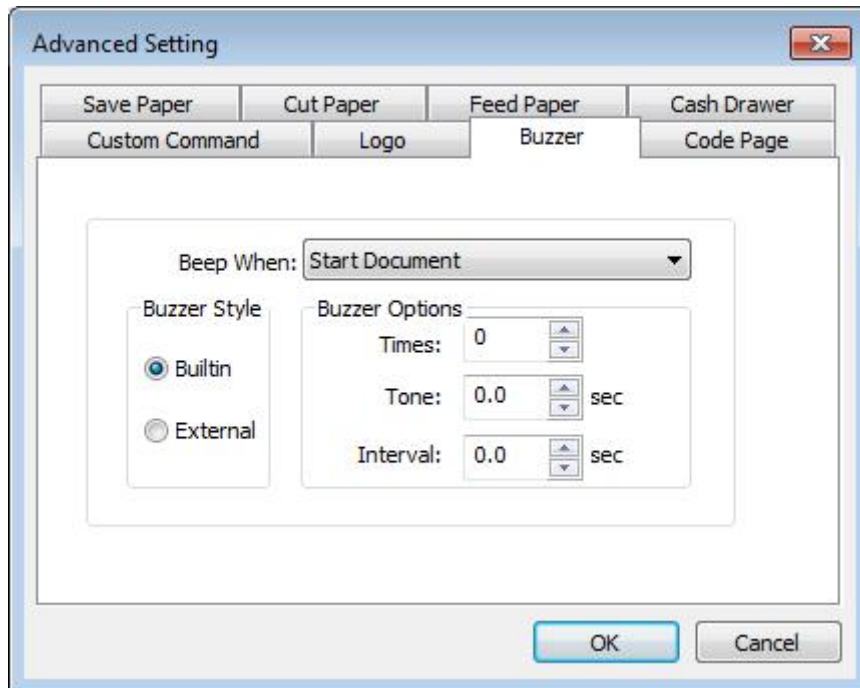 Advanced Setting
Save Paper Cut Paper Feed Paper Cash Drawer
Custom Command Logo Buzzer Code Page
Beep When: Start Document
Buzzer Style Buzzer Options
Times: 0
Builtin
Tone: 0.0 sec
External
Interval: 0.0 sec
OK Cancel